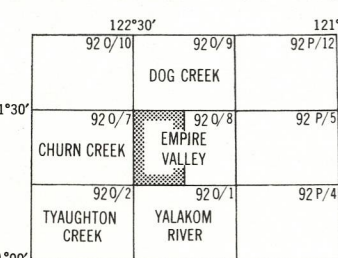 122°30' 121°
92 O/10 92 O/9 92 P/12
DOG CREEK
1°30'
92 O/7 92 O/8 92 P/5
CHURN CREEK EMPIRE
VALLEY
92 O/2 92 O/1 92 P/4
TYAUGHTON YALAKOM
CREEK RIVER